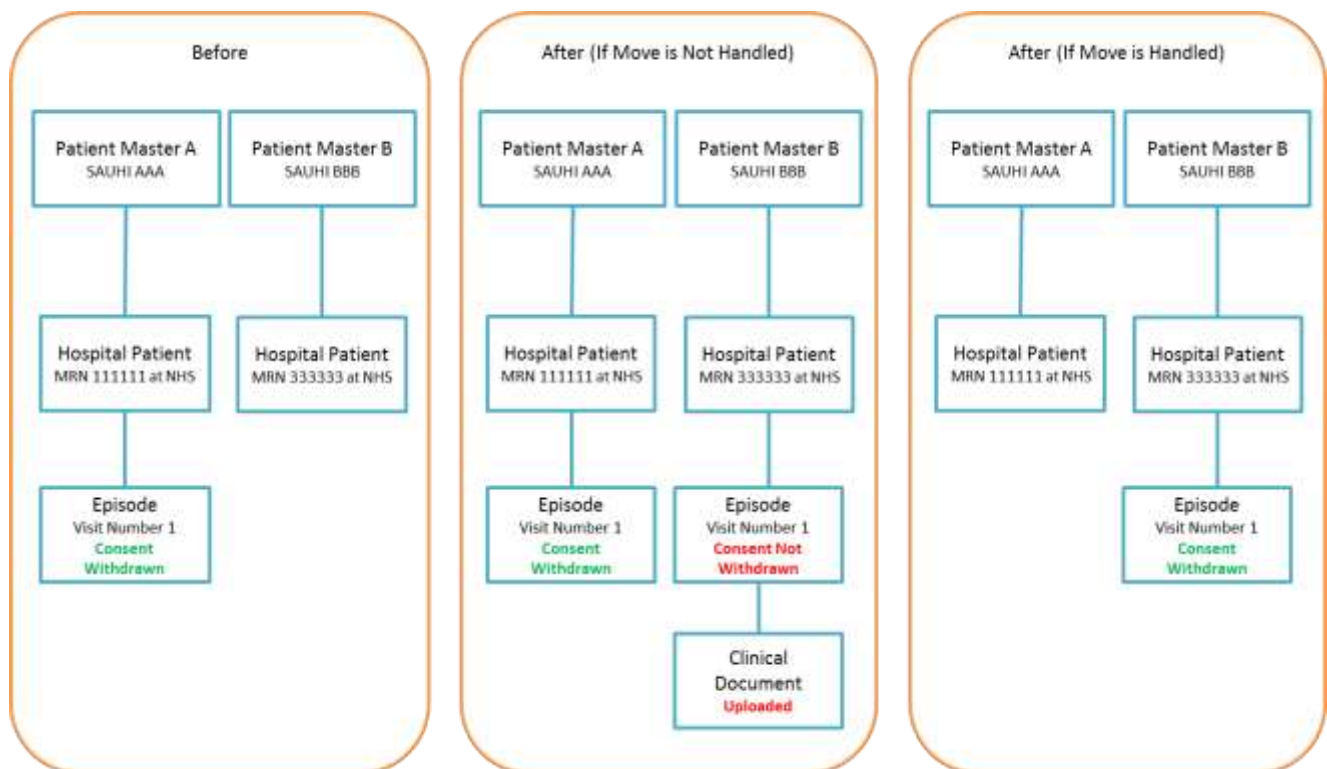 Before
Patient Master A
SAUHI AAA
Patient Master B
SAUHI BBB
Hospital Patient
MRN 111111 at NHS
Hospital Patient
MRN 333333 at NHS
Episode
Visit Number 1
Consent
Withdrawn
After (If Move is Not Handled)
Patient Master A
SAUHI AAA
Patient Master B
SAUHI BBB
Hospital Patient
MRN 111111 at NHS
Hospital Patient
MRN 333333 at NHS
Episode
Visit Number 1
Consent
Withdrawn
Episode
Visit Number 1
Consent Not
Withdrawn
Clinical
Document
Uploaded
After (If Move is Handled)
Patient Master A
SAUHI AAA
Patient Master B
SAUHI BBB
Hospital Patient
MRN 111111 at NHS
Hospital Patient
MRN 333333 at NHS
Episode
Visit Number 1
Consent
Withdrawn